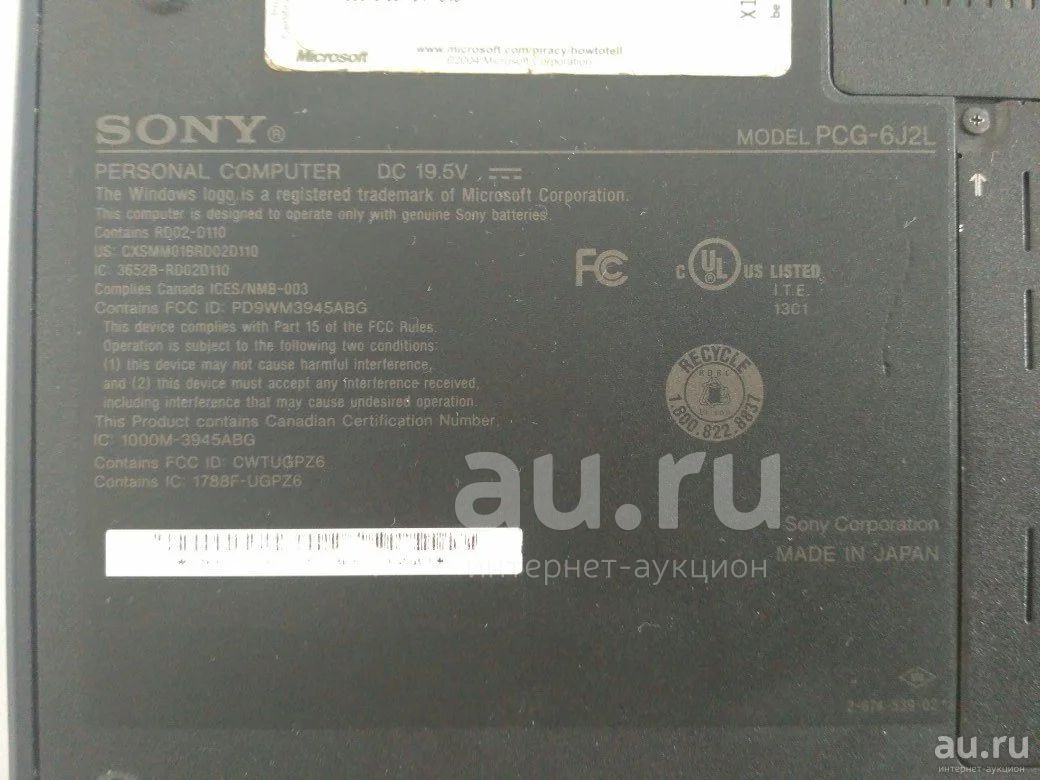 Microsoft
www.microsoft.com/piracy/howtotell
©2004 Microsoft Corporation
SONY®
MODEL PCG-6J2L
PERSONAL COMPUTER DC 19.5V
The Windows logo is a registered trademark of Microsoft Corporation.
This computer is designed to operate only with genuine Sony batteries.
Contains RD02-D110
US: CXSMM01BRD02D110
IC: 3652B-RD02D110
Complies Canada ICES/NMB-003
Contains FCC ID: PD9WM3945ABG
This device complies with Part 15 of the FCC Rules.
Operation is subject to the following two conditions:
(1) this device may not cause harmful interference,
and (2) this device must accept any interference received,
including interference that may cause undesired operation.
This Product contains Canadian Certification Number,
IC: 1000M-3945ABG
Contains FCC ID: CWTUGPZ6
Contains IC: 1788F-UGPZ6
FC
C UL US LISTED
I.T.E.
13C1
RECYCLE
RBRC
1.800.822.8837
au.ru
интернет-аукцион
Sony Corporation
MADE IN JAPAN
au.ru
интернет-аукцион